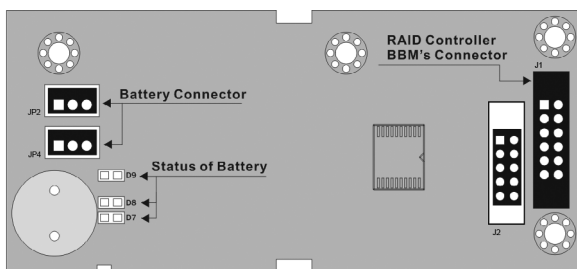 RAID Controller
BBM's Connector
J1
Battery Connector
JP2
JP4
Status of Battery
D9
D8
D7
J2